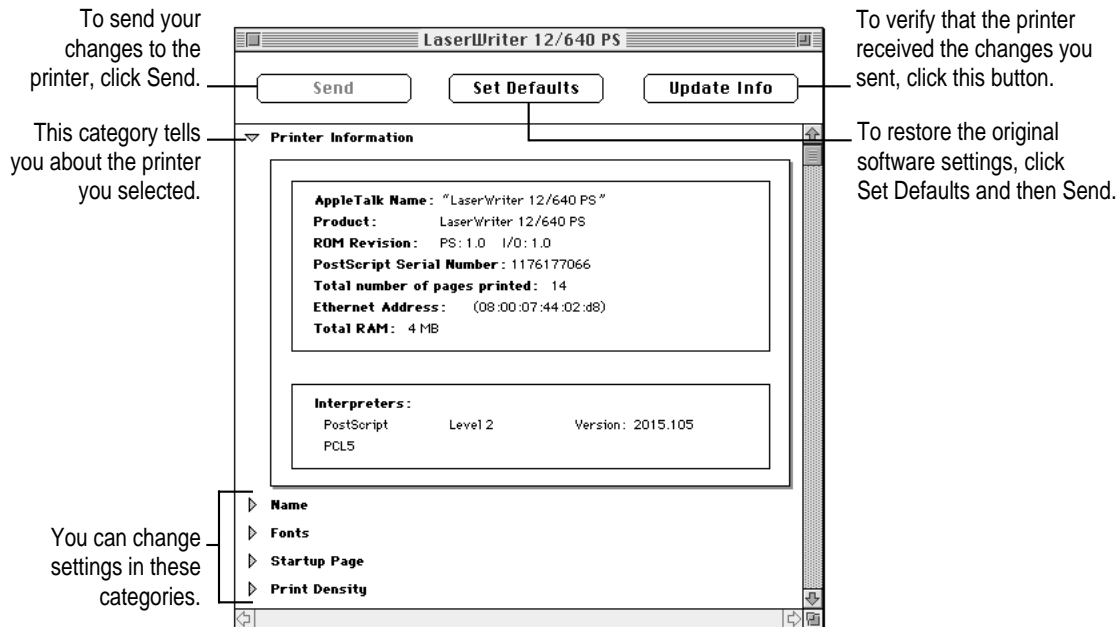 To send your
changes to the
printer, click Send.
This category tells
you about the printer
you selected.
You can change
settings in these
categories.
LaserWriter 12/640 PS
Send
Set Defaults
Update Info
Printer Information
AppleTalk Name: "LaserWriter 12/640 PS"
Product: LaserWriter 12/640 PS
ROM Revision: PS: 1.0 I/O: 1.0
PostScript Serial Number: 1176177066
Total number of pages printed: 14
Ethernet Address: (08:00:07:44:02:d8)
Total RAM: 4 MB
Interpreters:
PostScript Level 2 Version: 2015.105
PCL5
Name
Fonts
Startup Page
Print Density
To verify that the printer
received the changes you
sent, click this button.
To restore the original
software settings, click
Set Defaults and then Send.